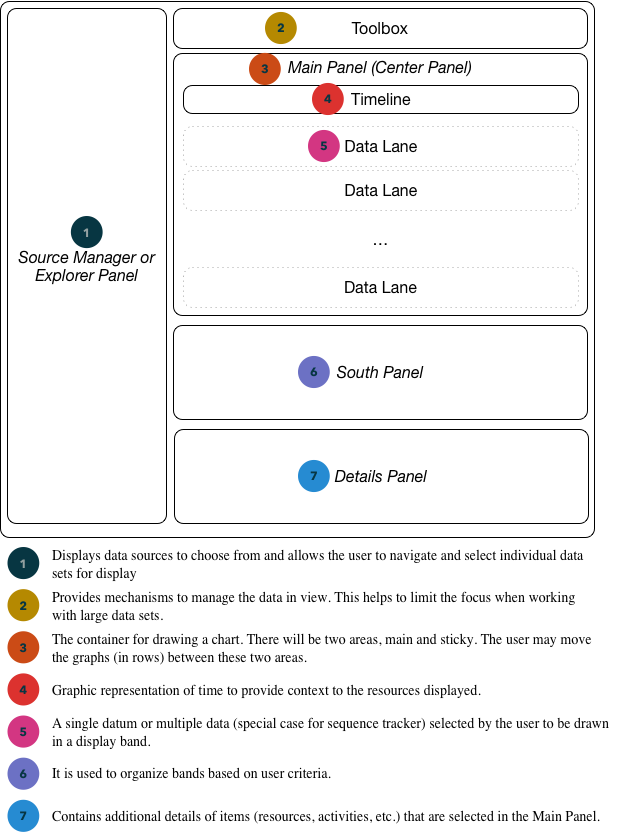 2 Toolbox
3 Main Panel (Center Panel)
4 Timeline
5 Data Lane
Data Lane
...
Data Lane
1
Source Manager or
Explorer Panel
6 South Panel
7 Details Panel
1 Displays data sources to choose from and allows the user to navigate and select individual data
sets for display
2 Provides mechanisms to manage the data in view. This helps to limit the focus when working
with large data sets.
3 The container for drawing a chart. There will be two areas, main and sticky. The user may move
the graphs (in rows) between these two areas.
4 Graphic representation of time to provide context to the resources displayed.
5 A single datum or multiple data (special case for sequence tracker) selected by the user to be drawn
in a display band.
6 It is used to organize bands based on user criteria.
7 Contains additional details of items (resources, activities, etc.) that are selected in the Main Panel.